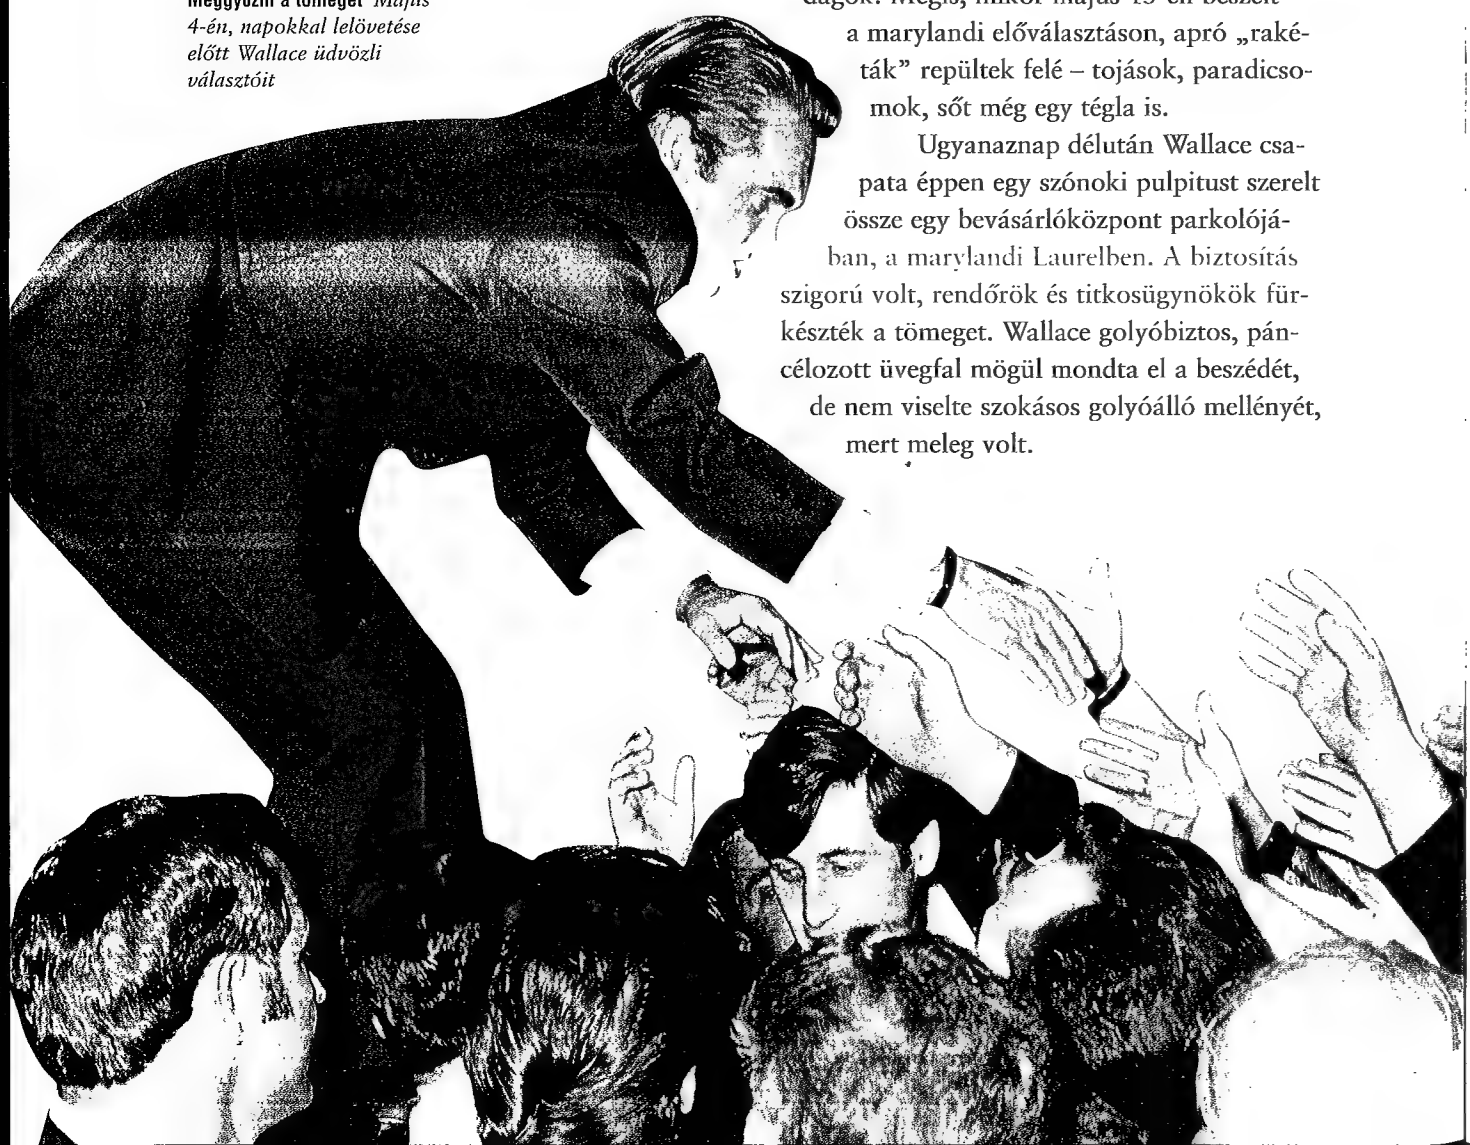 Meggyőzni a tömeget Május
4-én, napokkal lelövetése
előtt Wallace üdvözli
választóit
a marylandi előválasztáson, apró „raké-
ták” repültek felé – tojások, paradicso-
mok, sőt még egy tégla is.
Ugyanaznap délután Wallace csa-
pata éppen egy szónoki pulpitust szerelt
össze egy bevásárlóközpont parkolójá-
ban, a marylandi Laurelben. A biztosítás
szigorú volt, rendőrök és titkosügynökök für-
készték a tömeget. Wallace golyóbiztos, pán-
célozott üvegfal mögül mondta el a beszédét,
de nem viselte szokásos golyóálló mellényét,
mert meleg volt.